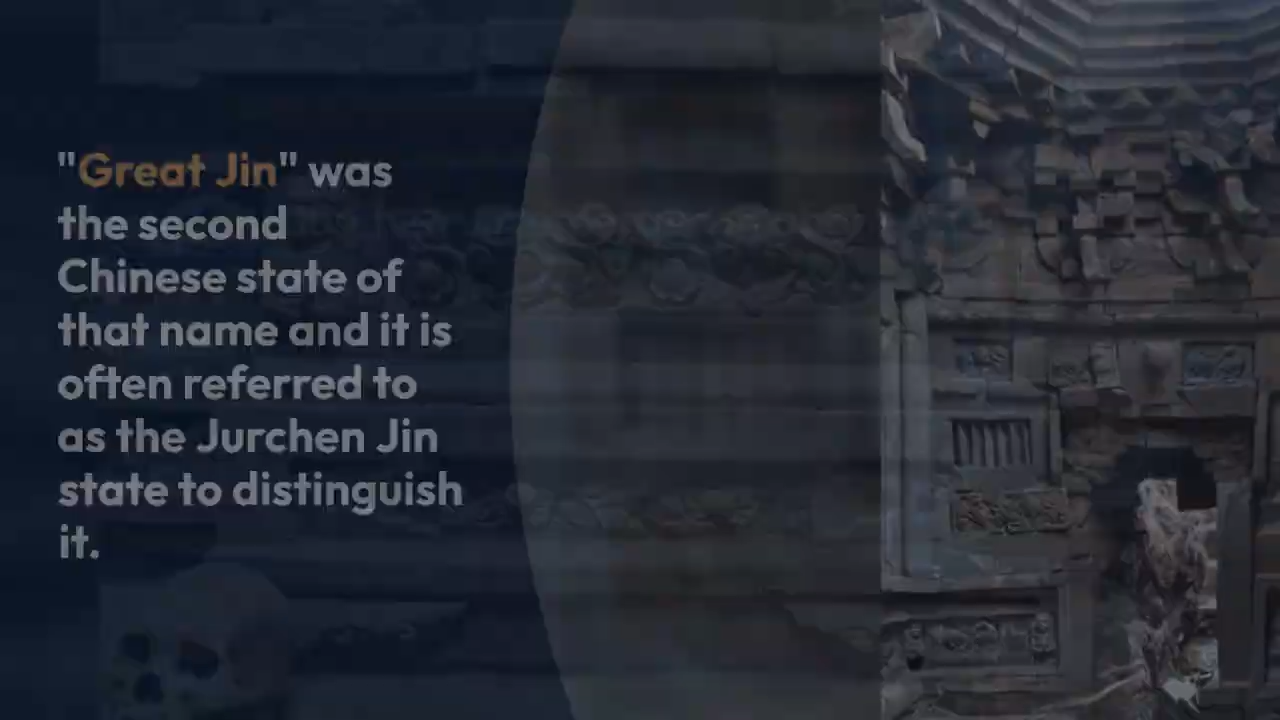 "Great Jin" was
the second
Chinese state of
that name and it is
often referred to
as the Jurchen Jin
state to distinguish
it.